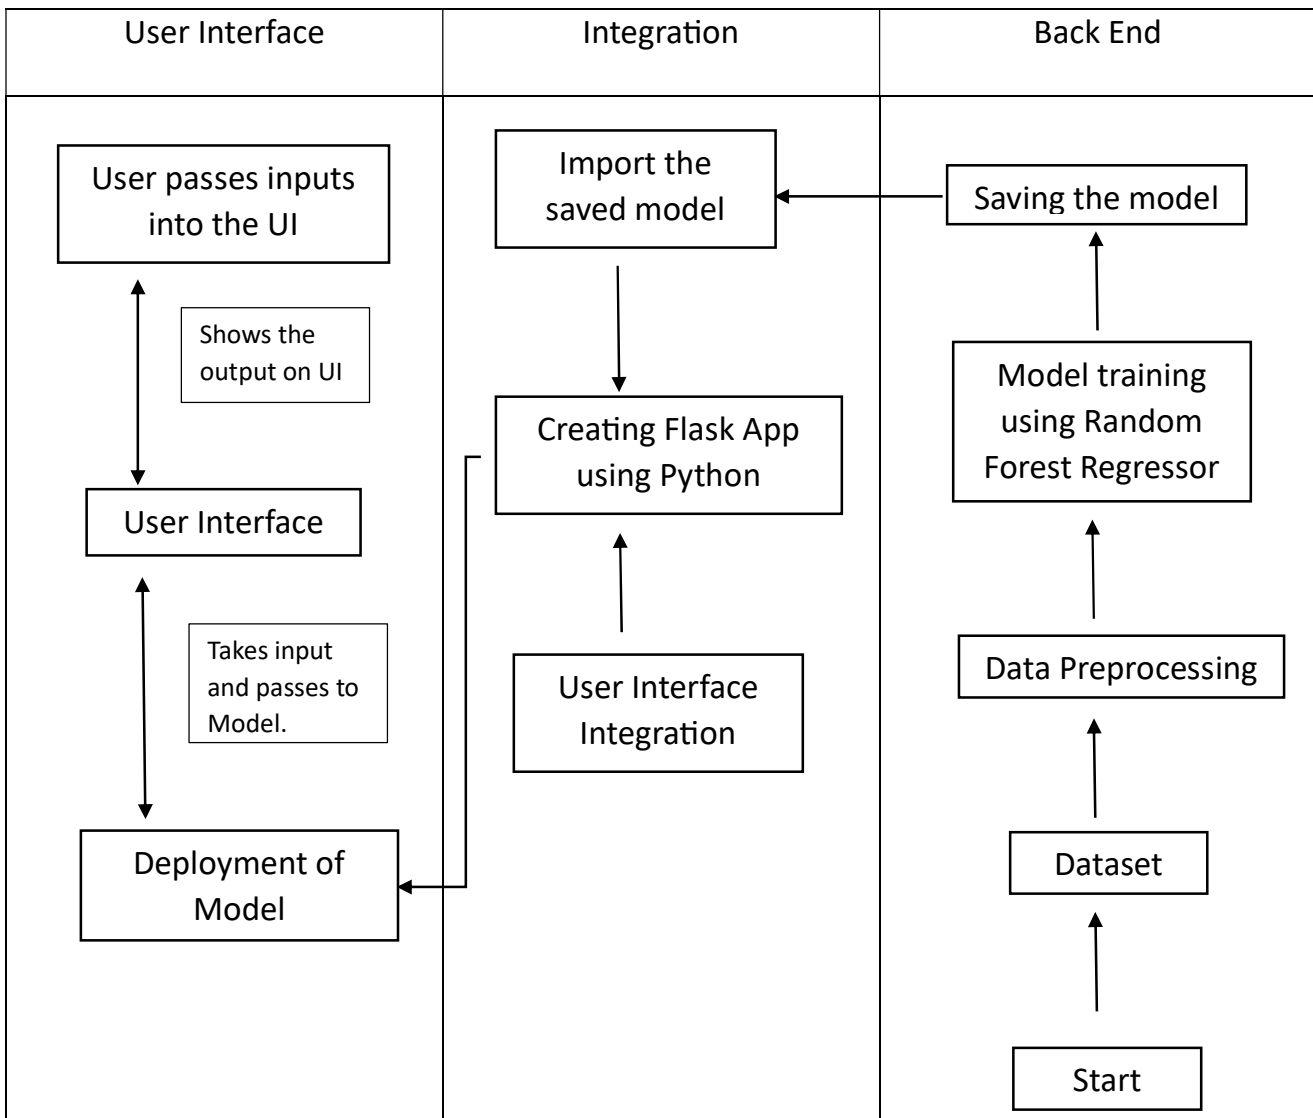 User Interface
Integration
Back End
User passes inputs
into the UI
Shows the
output on UI
User Interface
Takes input
and passes to
Model.
Deployment of
Model
Import the
saved model
Creating Flask App
using Python
User Interface
Integration
Saving the model
Model training
using Random
Forest Regressor
Data Preprocessing
Dataset
Start